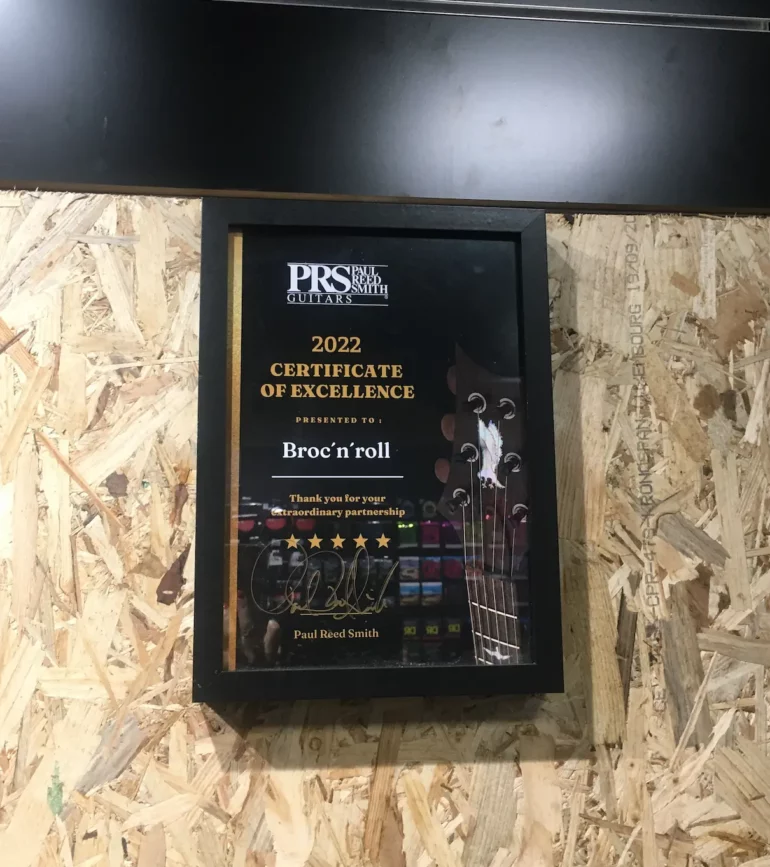 PRS PAUL
REED
SMITH
GUITARS
2022
CERTIFICATE
OF EXCELLENCE
PRESENTED TO :
Broc´n´roll
Thank you for your
extraordinary partnership
Paul Reed Smith